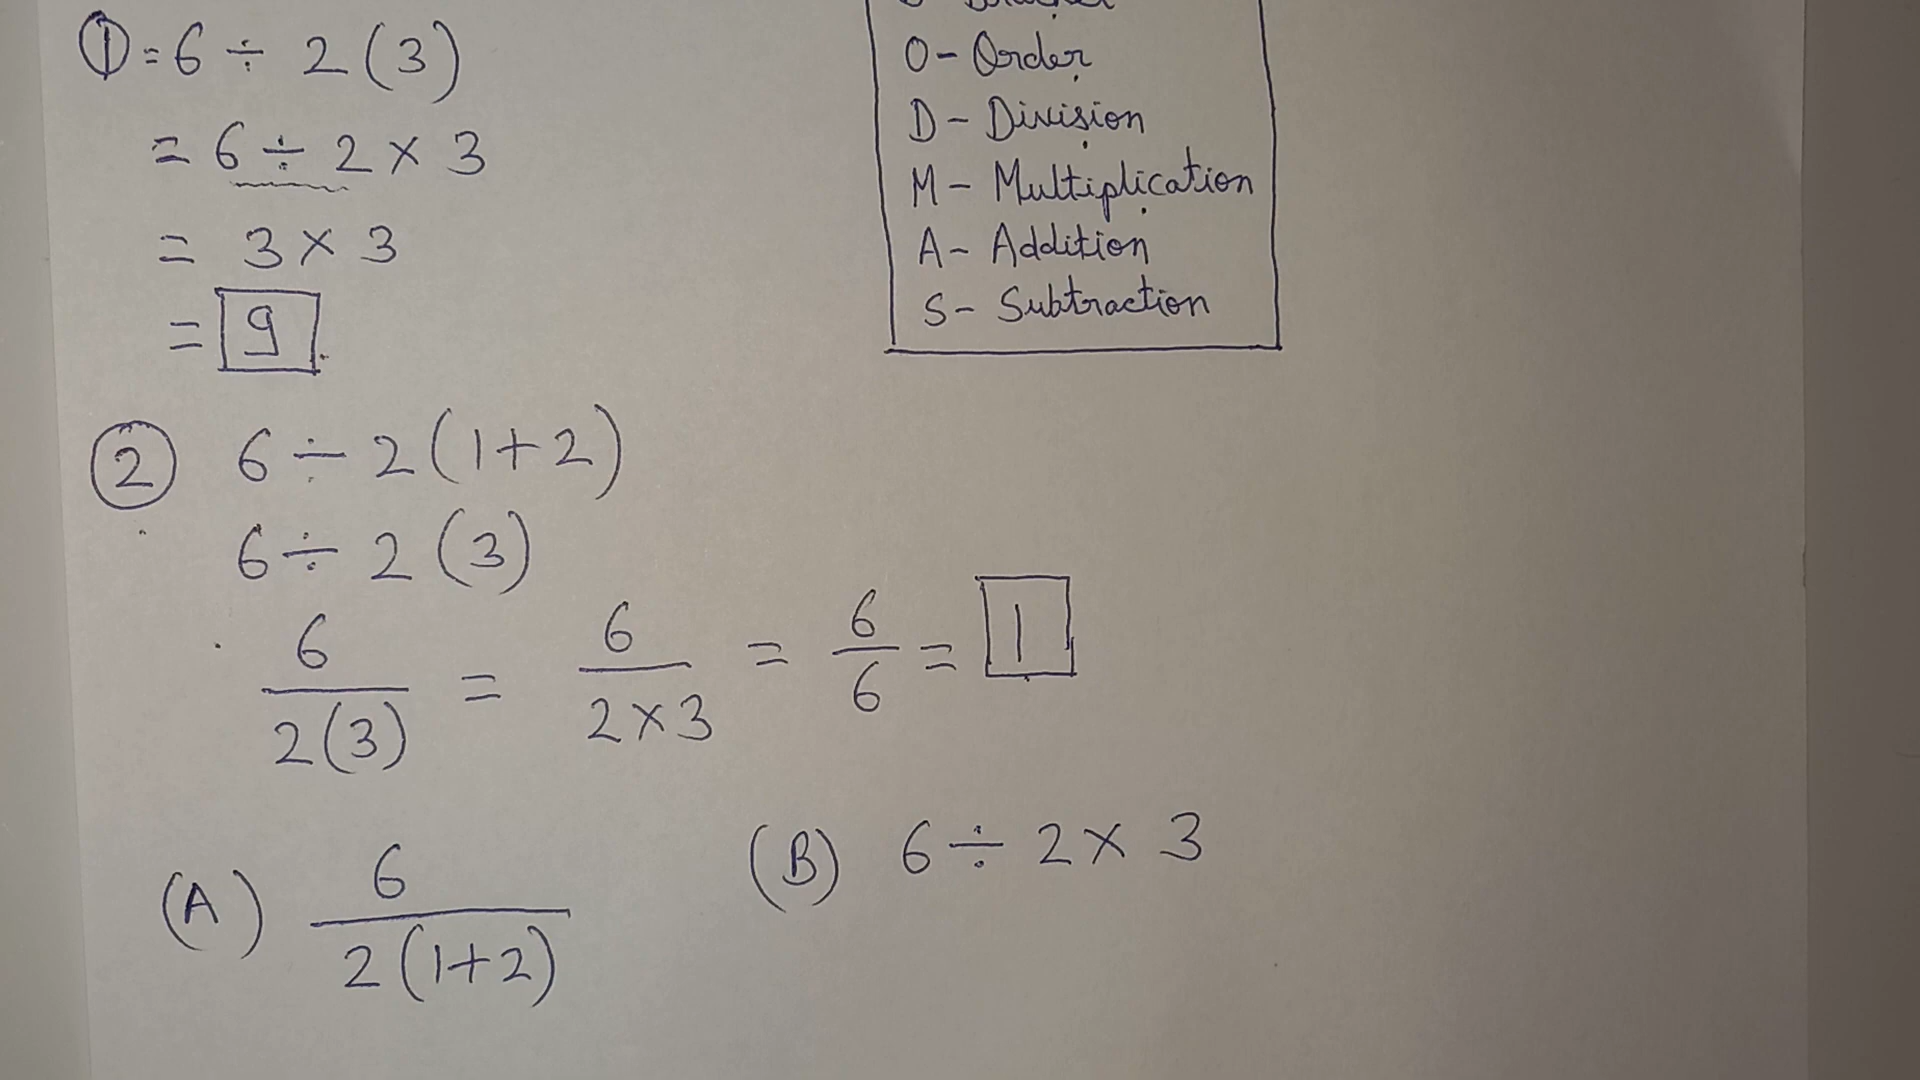 ① = 6 ÷ 2 (3)
= 6 ÷ 2 × 3
= 3 × 3
= 9
O - Order
D - Division
M - Multiplication
A - Addition
S - Subtraction
② 6 ÷ 2 (1+2)
6 ÷ 2 (3)
6/2(3) = 6/2×3 = 6/6 = 1
(A) 6/2(1+2)
(B) 6 ÷ 2 × 3